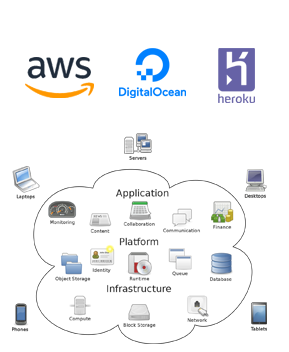 aws
DigitalOcean
heroku
Servers
Laptops
Desktops
Application
Monitoring
Content
Collaboration
Communication
Finance
Platform
Object Storage
Identity
Runtime
Queue
Database
Infrastructure
Compute
Block Storage
Network
Phones
Tablets